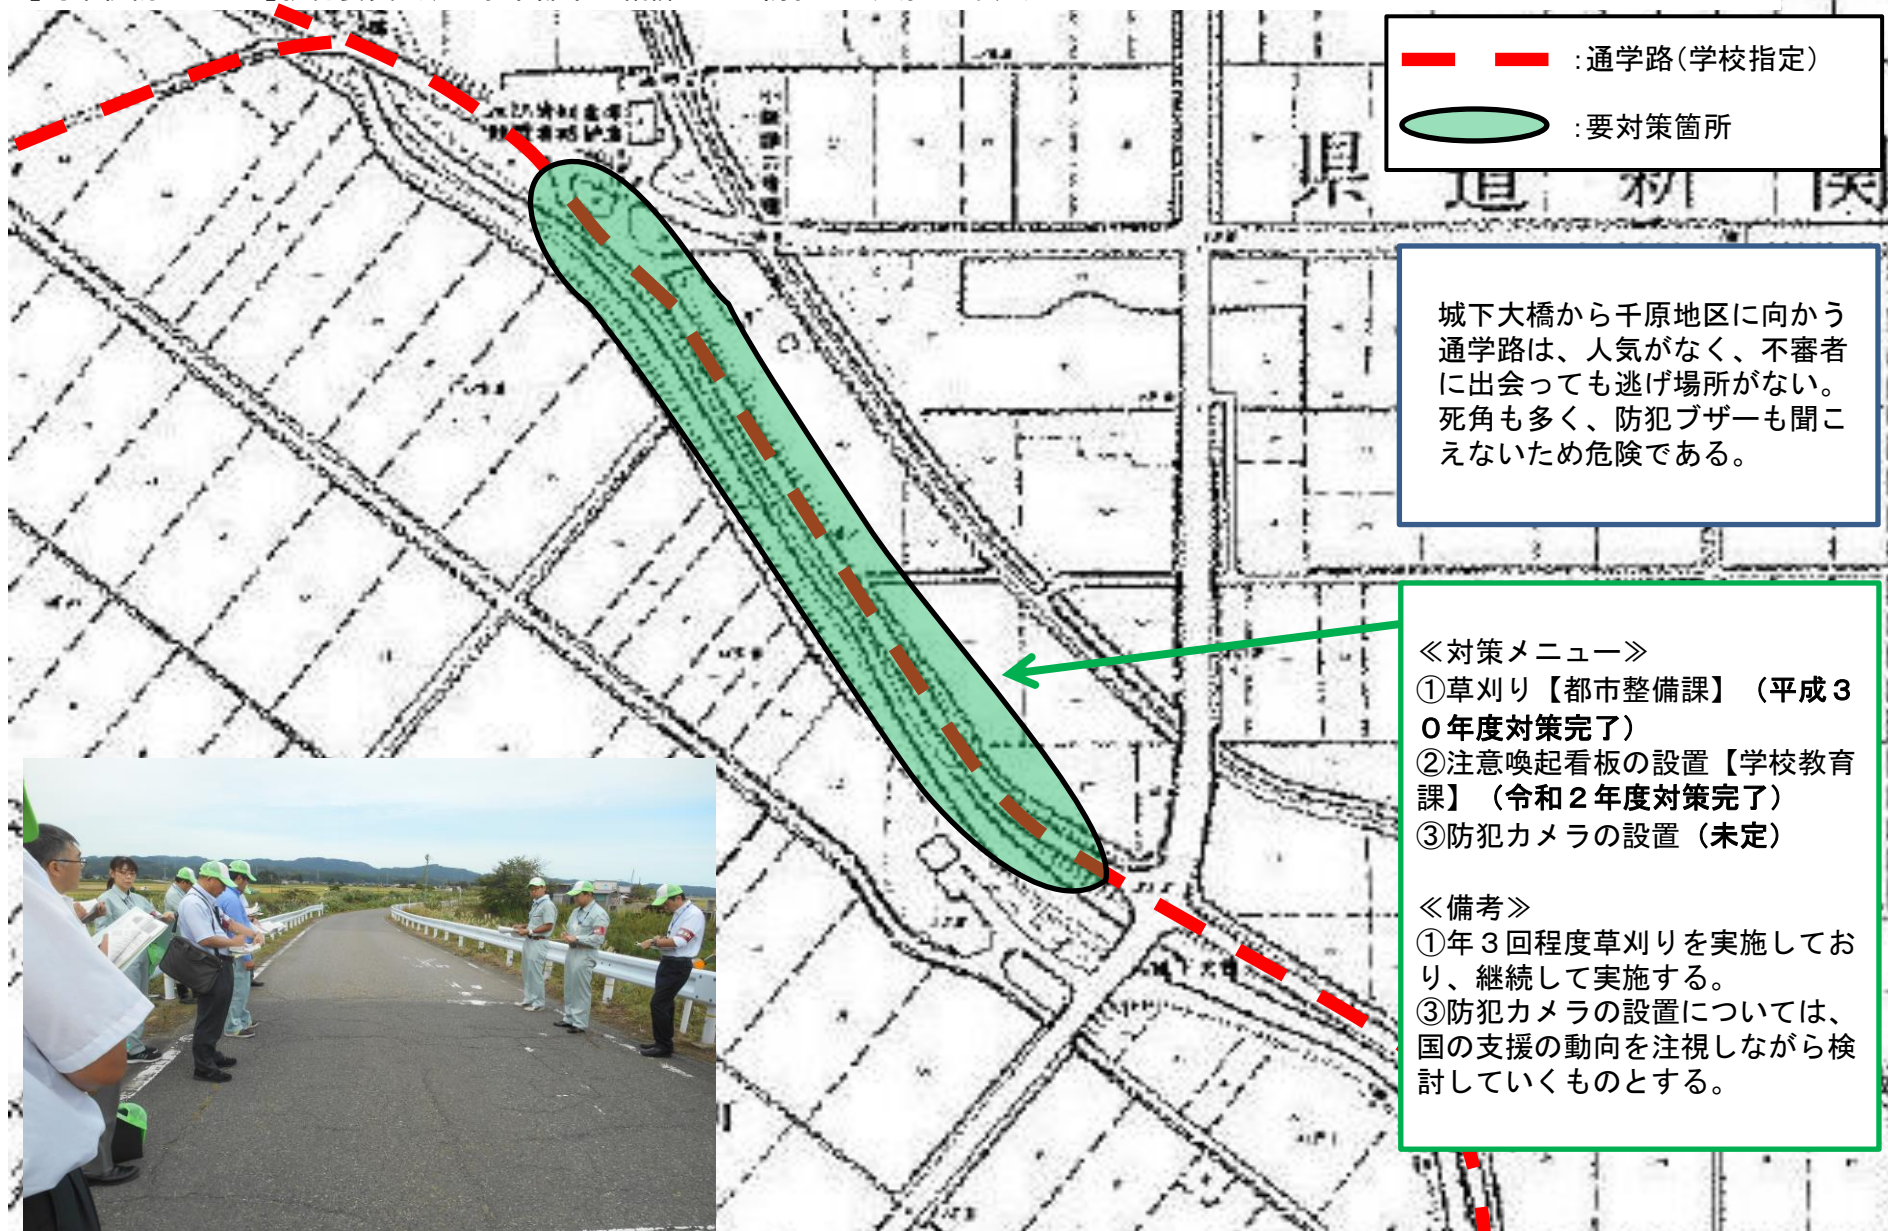 :通学路(学校指定)
:要対策箇所
県道新関
城下大橋から千原地区に向かう
通学路は、人気がなく、不審者
に出会っても逃げ場所がない。
死角も多く、防犯ブザーも聞こ
えないため危険である。
≪対策メニュー≫
①草刈り【都市整備課】(平成3
0年度対策完了)
②注意喚起看板の設置【学校教育
課】(令和2年度対策完了)
③防犯カメラの設置(未定)
≪備考≫
①年3回程度草刈りを実施してお
り、継続して実施する。
③防犯カメラの設置については、
国の支援の動向を注視しながら検
討していくものとする。